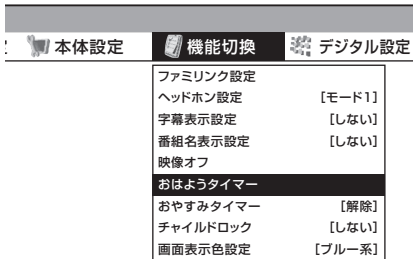 本体設定 機能切換 デジタル設定
ファミリンク設定
ヘッドホン設定 [モード1]
字幕表示設定 [しない]
番組名表示設定 [しない]
映像オフ
おはようタイマー
おやすみタイマー [解除]
チャイルドロック [しない]
画面表示色設定 [ブルー系]